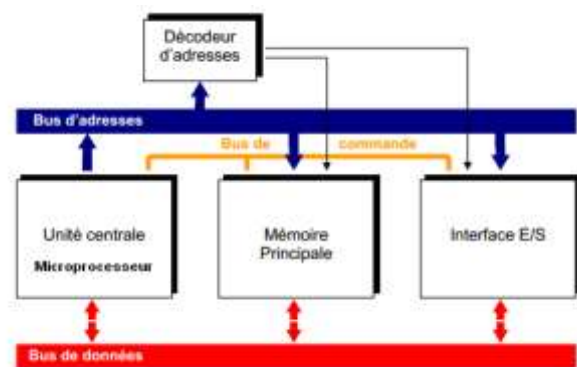 Décodeur
d'adresses
Bus d'adresses
Bus de commande
Unité centrale
Microprocesseur
Mémoire
Principale
Interface E/S
Bus de données